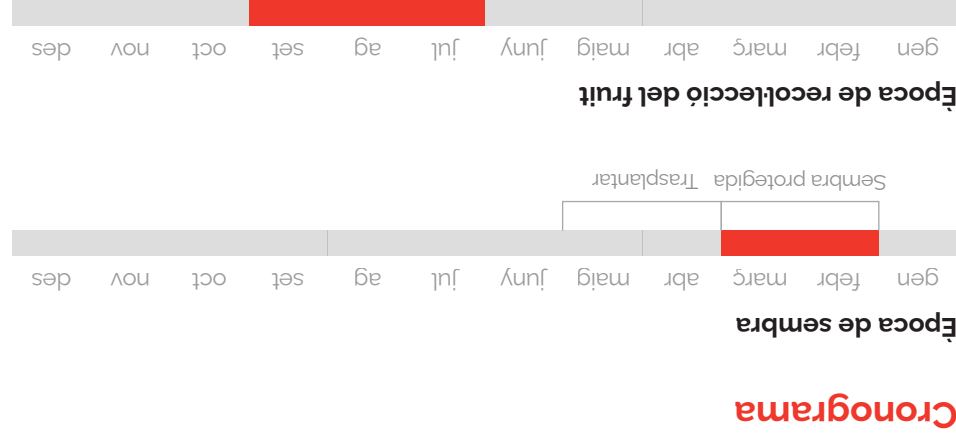 Cronograma
Època de sembra
gen febr març abr maig juny jul ag set oct nov des
Sembra protegida Trasplantar
Època de recol·lecció del fruit
gen febr març abr maig juny jul ag set oct nov des